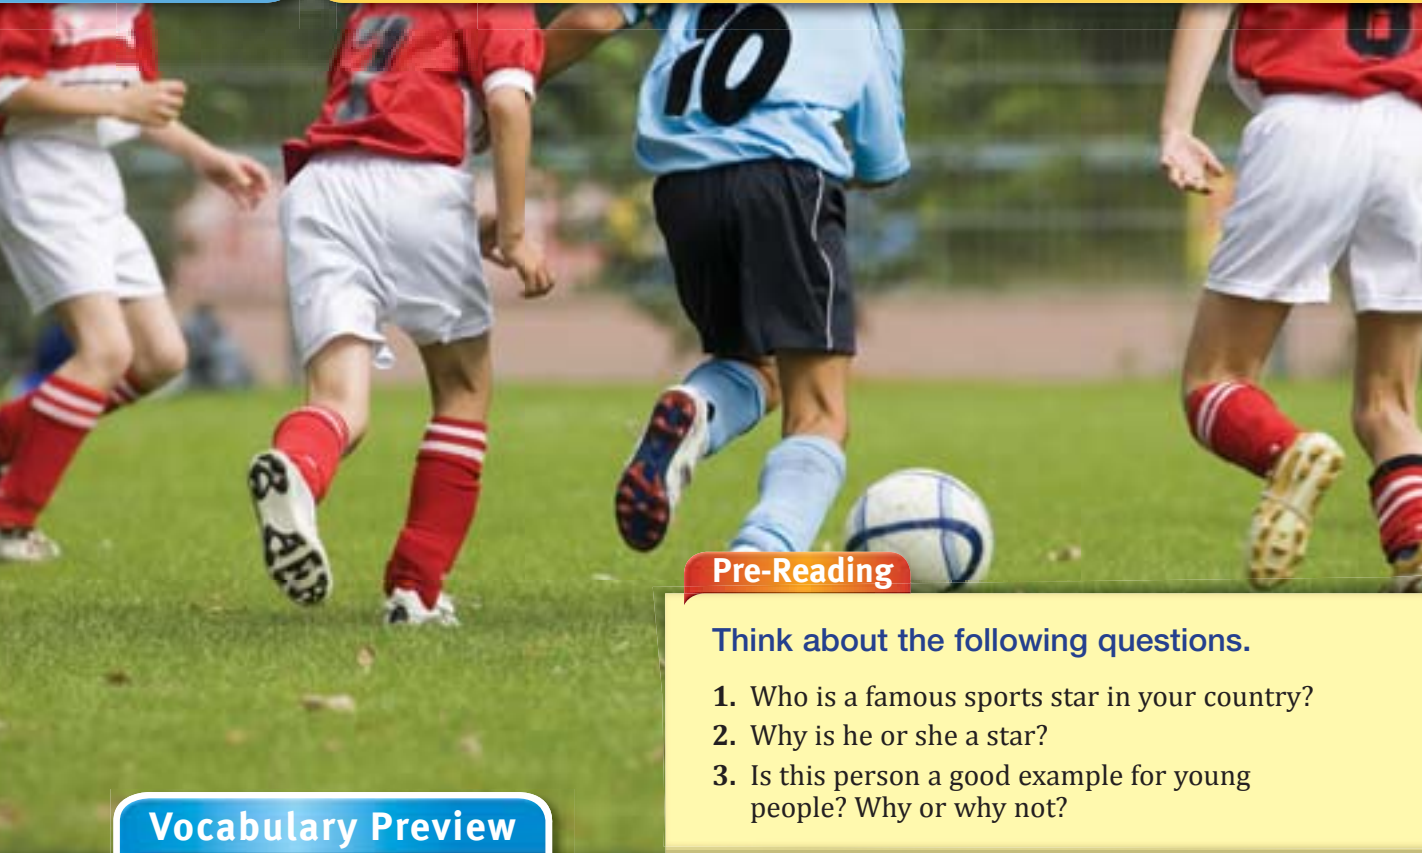 10
8
Pre-Reading
Think about the following questions.
1. Who is a famous sports star in your country?
2. Why is he or she a star?
3. Is this person a good example for young
people? Why or why not?
Vocabulary Preview